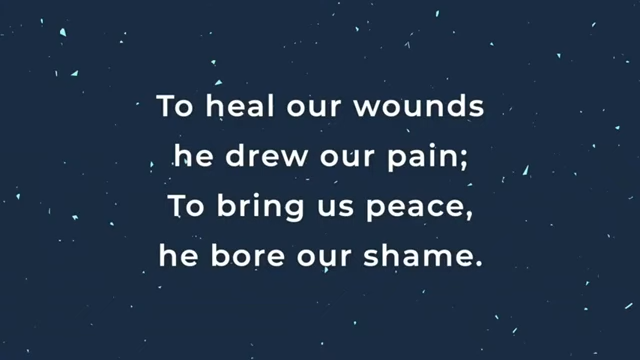 To heal our wounds
he drew our pain;
To bring us peace,
he bore our shame.